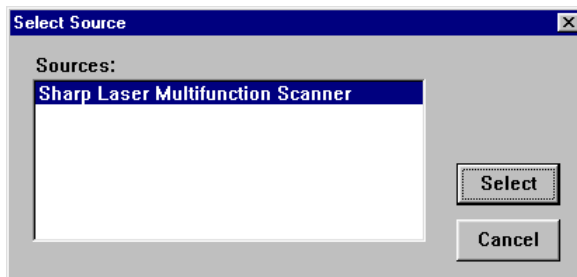 Select Source
Sources:
Sharp Laser Multifunction Scanner
Select
Cancel